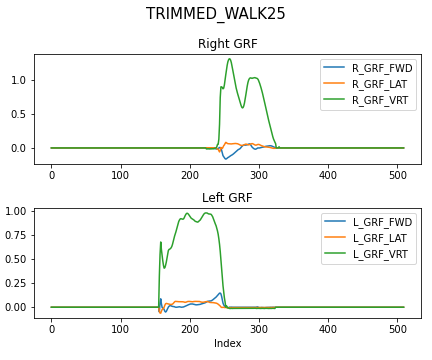 TRIMMED_WALK25
Right GRF
R_GRF_FWD
R_GRF_LAT
R_GRF_VRT
1.0
0.5
0.0
0 100 200 300 400 500
Left GRF
L_GRF_FWD
L_GRF_LAT
L_GRF_VRT
1.00
0.75
0.50
0.25
0.00
0 100 200 300 400 500
Index